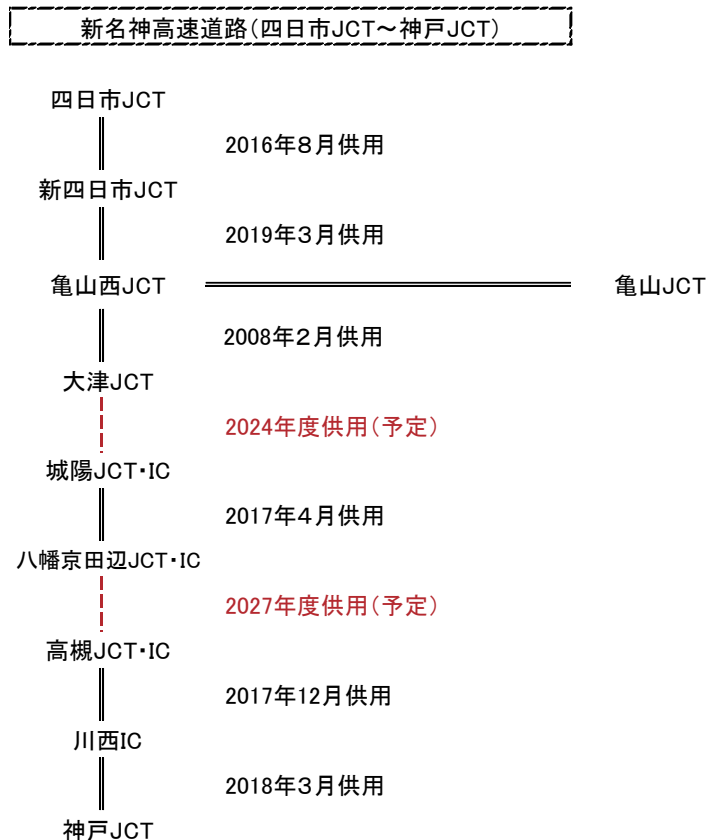 新名神高速道路(四日市JCT～神戸JCT)
四日市JCT
2016年８月供用
新四日市JCT
2019年３月供用
亀山西JCT
亀山JCT
2008年２月供用
大津JCT
2024年度供用(予定)
城陽JCT･IC
2017年４月供用
八幡京田辺JCT･IC
2027年度供用(予定)
高槻JCT･IC
2017年12月供用
川西IC
2018年３月供用
神戸JCT